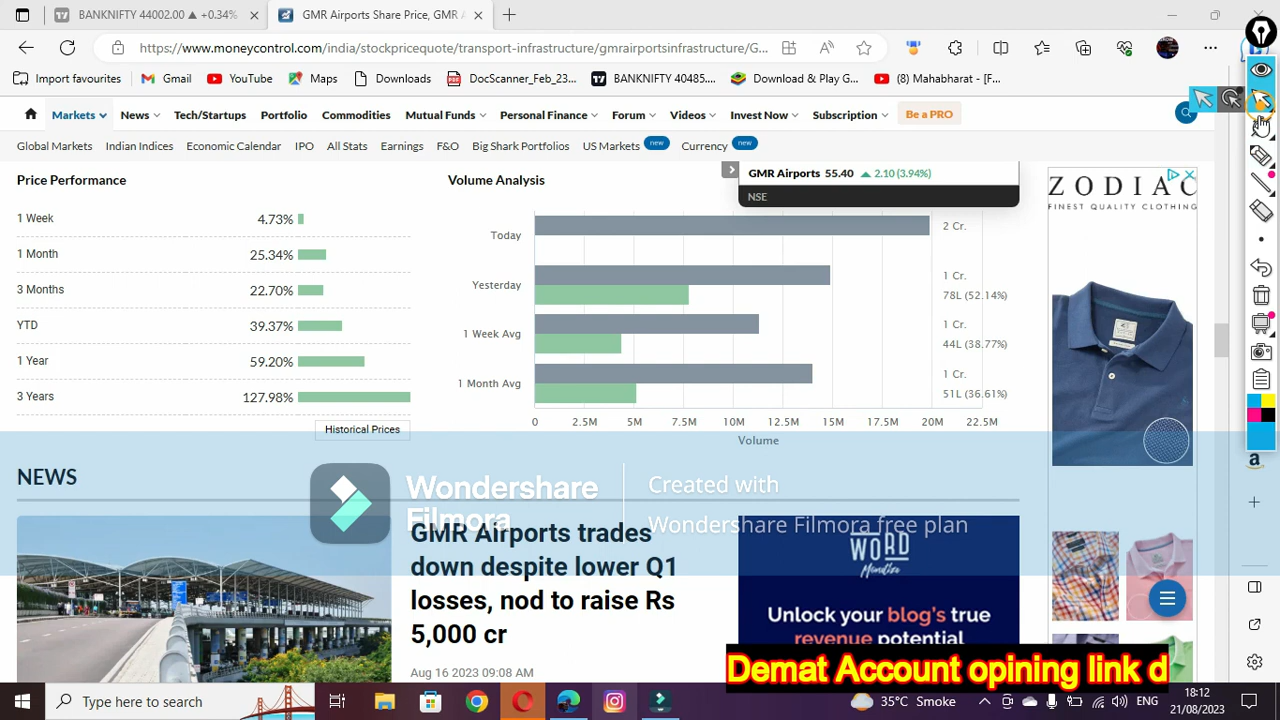 BANKNIFTY 44002.00 ▲ +0.34%
GMR Airports Share Price, GMR A
https://www.moneycontrol.com/india/stockpricequote/transport-infrastructure/gmrairportsinfrastructure/G...
Import favourites
Gmail
YouTube
Maps
Downloads
DocScanner_Feb_23...
BANKNIFTY 40485....
Download & Play G...
(8) Mahabharat - [F...
Markets
News
Tech/Startups
Portfolio
Commodities
Mutual Funds
Personal Finance
Forum
Videos
Invest Now
Subscription
Be a PRO
Global Markets
Indian Indices
Economic Calendar
IPO
All Stats
Earnings
F&O
Big Shark Portfolios
US Markets
new
Currency
new
Price Performance
Volume Analysis
GMR Airports 55.40 ▲ 2.10 (3.94%)
NSE
1 Week 4.73%
1 Month 25.34%
3 Months 22.70%
YTD 39.37%
1 Year 59.20%
3 Years 127.98%
Historical Prices
Today 2 Cr.
Yesterday 1 Cr.
78L (52.14%)
1 Week Avg 1 Cr.
44L (38.77%)
1 Month Avg 1 Cr.
51L (36.61%)
0 2.5M 5M 7.5M 10M 12.5M 15M 17.5M 20M 22.5M
Volume
ZODIAC
FINEST QUALITY CLOTHING
NEWS
Wondershare
Filmora
Created with
Wondershare Filmora free plan
GMR Airports trades
down despite lower Q1
losses, nod to raise Rs
5,000 cr
Aug 16 2023 09:08 AM
WORD
Monetize
Unlock your blog's true
revenue potential
Demat Account opining link d
Type here to search
35°C Smoke
ENG
18:12
21/08/2023